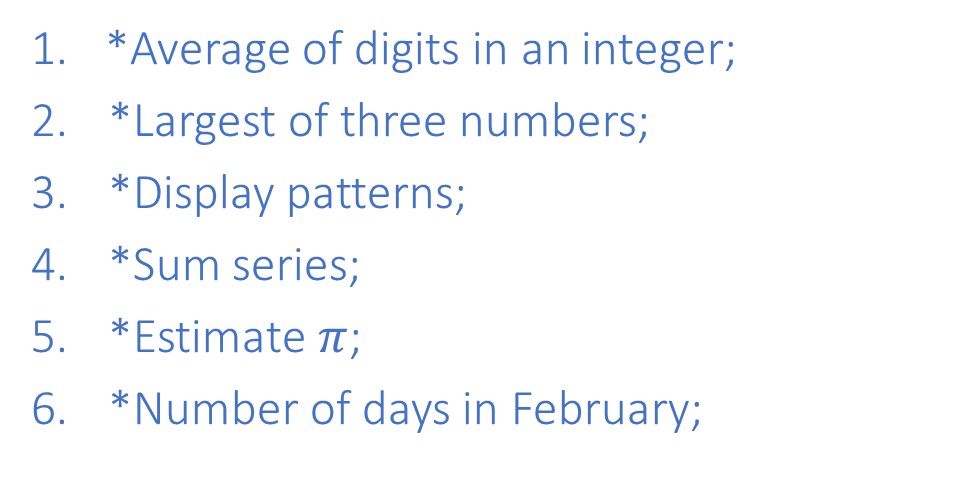 1. *Average of digits in an integer;
2. *Largest of three numbers;
3. *Display patterns;
4. *Sum series;
5. *Estimate π;
6. *Number of days in February;